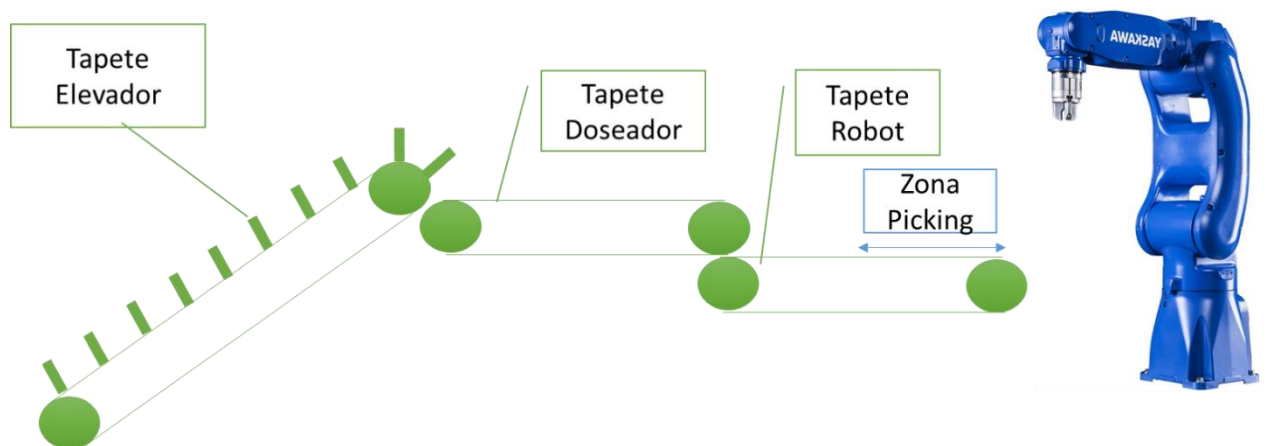 Tapete
Elevador
Tapete
Doseador
Tapete
Robot
Zona
Picking
YASKAWA